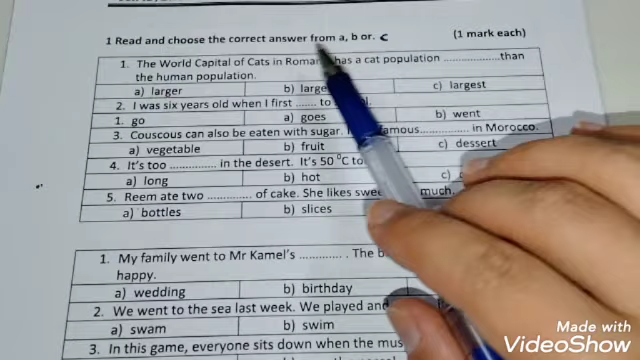 1 Read and choose the correct answer from a, b or. c (1 mark each)
1. The World Capital of Cats in Roman has a cat population ................than
the human population.
a) larger b) large c) largest
2. I was six years old when I first ....... to
1. go a) goes b) went
3. Couscous can also be eaten with sugar. famous.............. in Morocco.
a) vegetable b) fruit c) dessert
4. It's too .............. in the desert. It's 50 °C
a) long b) hot c)
5. Reem ate two ............. of cake. She likes much.
a) bottles b) slices
1. My family went to Mr Kamel's ............. . The
happy.
a) wedding b) birthday
2. We went to the sea last week. We played and
a) swam b) swim
3. In this game, everyone sits down when the
Made with
VideoShow